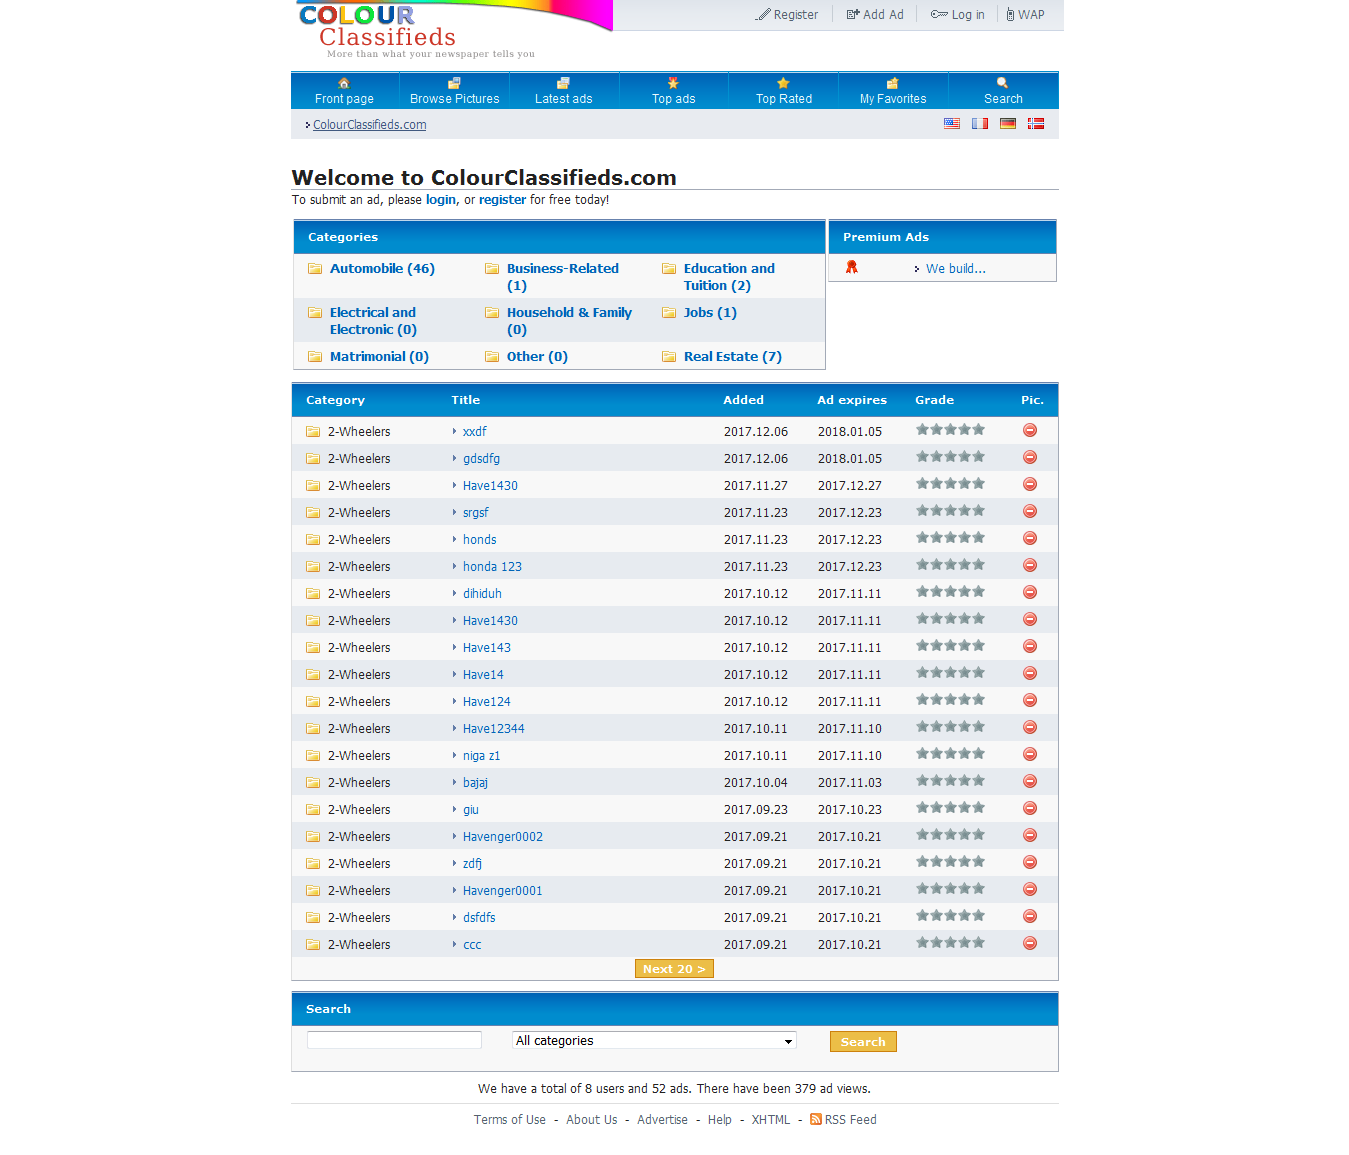 COLOUR
Classifieds
More than what your newspaper tells you
Register Add Ad Log in WAP
Front page Browse Pictures Latest ads Top ads Top Rated My Favorites Search
ColourClassifieds.com
Welcome to ColourClassifieds.com
To submit an ad, please login, or register for free today!
Categories
Automobile (46) Business-Related (1) Education and Tuition (2)
Electrical and Electronic (0) Household & Family (0) Jobs (1)
Matrimonial (0) Other (0) Real Estate (7)
Premium Ads
We build...
Category Title Added Ad expires Grade Pic.
2-Wheelers xxdf 2017.12.06 2018.01.05
2-Wheelers gdsdfg 2017.12.06 2018.01.05
2-Wheelers Have1430 2017.11.27 2017.12.27
2-Wheelers srgsf 2017.11.23 2017.12.23
2-Wheelers honds 2017.11.23 2017.12.23
2-Wheelers honda 123 2017.11.23 2017.12.23
2-Wheelers dihiduh 2017.10.12 2017.11.11
2-Wheelers Have1430 2017.10.12 2017.11.11
2-Wheelers Have143 2017.10.12 2017.11.11
2-Wheelers Have14 2017.10.12 2017.11.11
2-Wheelers Have124 2017.10.12 2017.11.11
2-Wheelers Have12344 2017.10.11 2017.11.10
2-Wheelers niga z1 2017.10.11 2017.11.10
2-Wheelers bajaj 2017.10.04 2017.11.03
2-Wheelers giu 2017.09.23 2017.10.23
2-Wheelers Havenger0002 2017.09.21 2017.10.21
2-Wheelers zdfj 2017.09.21 2017.10.21
2-Wheelers Havenger0001 2017.09.21 2017.10.21
2-Wheelers dsfdfs 2017.09.21 2017.10.21
2-Wheelers ccc 2017.09.21 2017.10.21
Next 20 >
Search
All categories Search
We have a total of 8 users and 52 ads. There have been 379 ad views.
Terms of Use - About Us - Advertise - Help - XHTML - RSS Feed